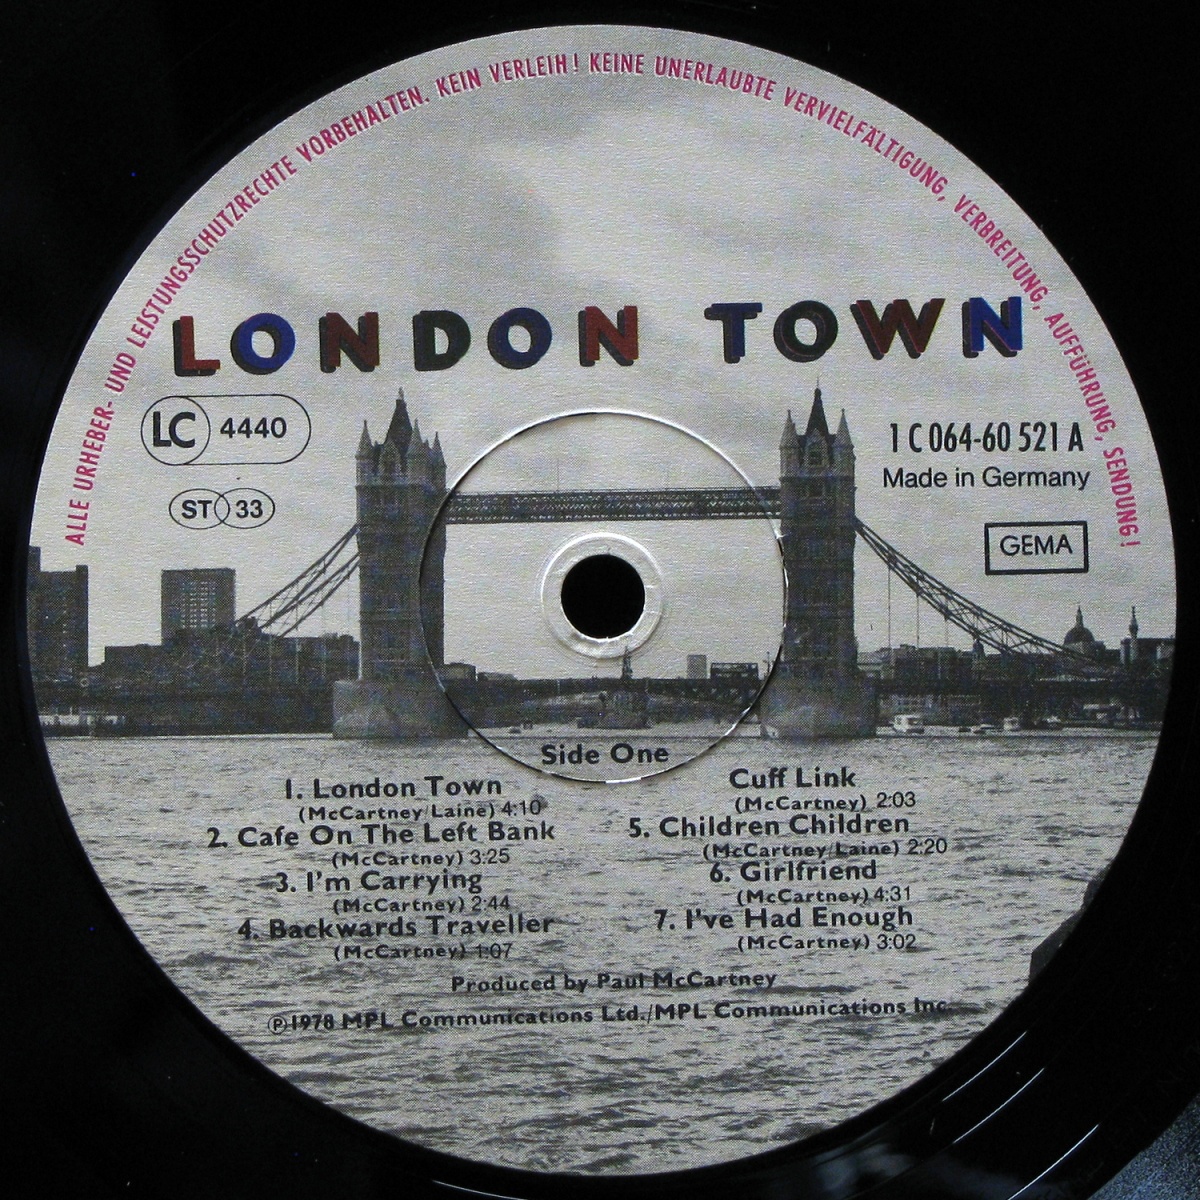 ALLE URHEBER- UND LEISTUNGSSCHUTZRECHTE VORBEHALTEN. KEIN VERLEIH! KEINE UNERLAUBTE VERVIELFÄLTIGUNG, VERBREITUNG, AUFFÜHRUNG, SENDUNG!
LONDON TOWN
LC 4440
ST 33
1 C 064-60 521 A
Made in Germany
GEMA
Side One
1. London Town
(McCartney/Laine) 4:10
2. Cafe On The Left Bank
(McCartney) 3:25
3. I'm Carrying
(McCartney) 2:44
4. Backwards Traveller
(McCartney) 1:07
Cuff Link
(McCartney) 2:03
5. Children Children
(McCartney/Laine) 2:20
6. Girlfriend
(McCartney) 4:31
7. I've Had Enough
(McCartney) 3:02
Produced by Paul McCartney
℗1978 MPL Communications Ltd./MPL Communications Inc.